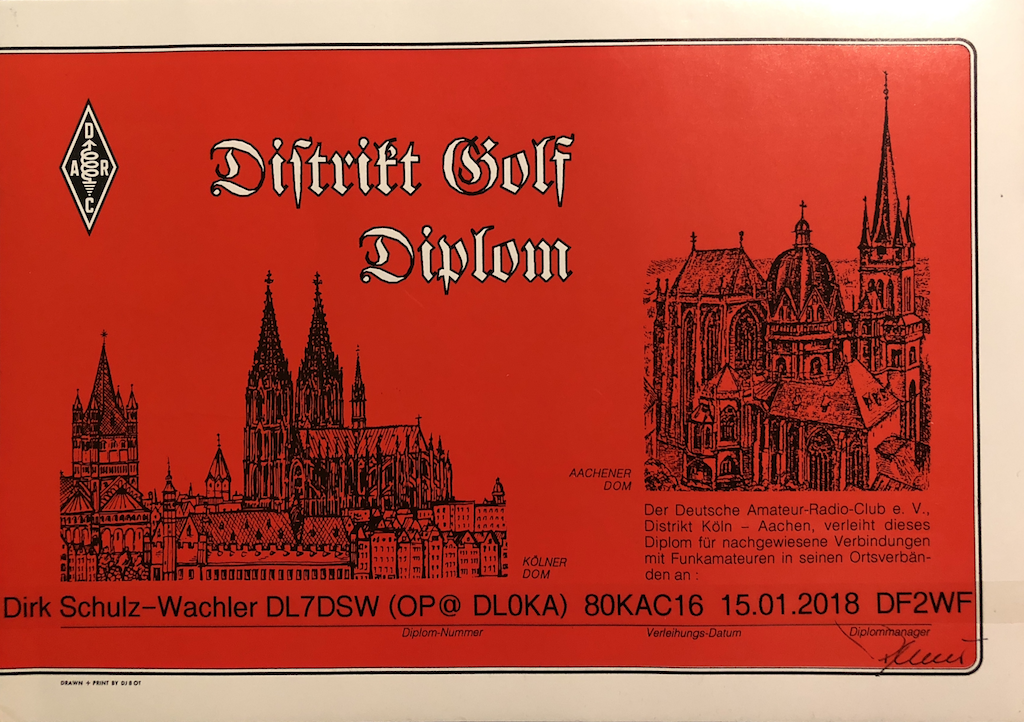 D
A R
C
Diſtrikt Golf
Diplom
AACHENER
DOM
KÖLNER
DOM
Der Deutsche Amateur-Radio-Club e. V.,
Distrikt Köln – Aachen, verleiht dieses
Diplom für nachgewiesene Verbindungen
mit Funkamateuren in seinen Ortsverbän-
den an :
Dirk Schulz-Wachler DL7DSW (OP@ DL0KA) 80KAC16 15.01.2018 DF2WF
Diplom-Nummer Verleihungs-Datum Diplommanager
DRAWN + PRINT BY DJ8OT